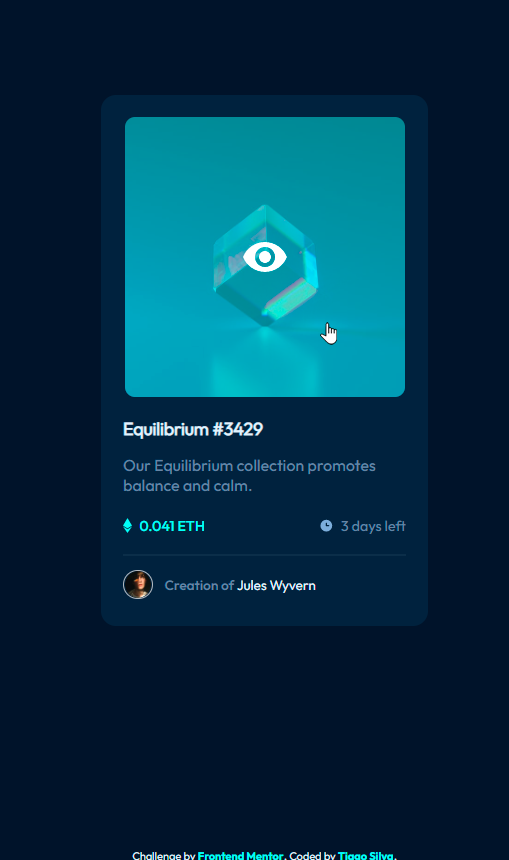 Equilibrium #3429
Our Equilibrium collection promotes
balance and calm.
0.041 ETH
3 days left
Creation of Jules Wyvern
Challenge by Frontend Mentor. Coded by Tiago Silva.